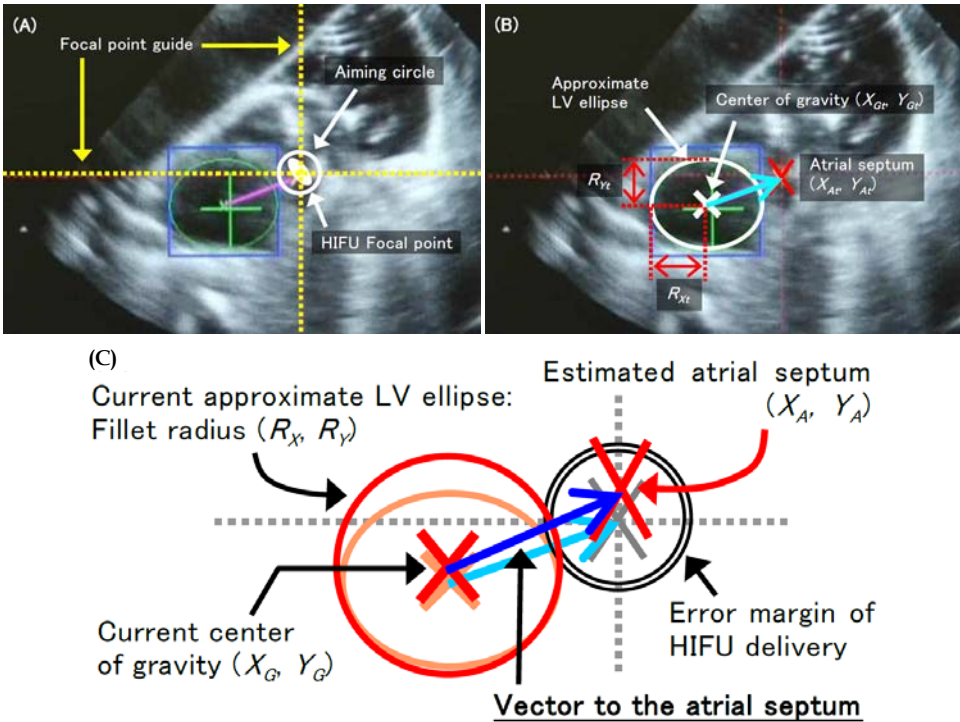 (A)
Focal point guide
Aiming circle
HIFU Focal point
(B)
Approximate
LV ellipse
Center of gravity (XGt, YGt)
Atrial septum
(XAt, YAt)
RYt
RXt
(C)
Current approximate LV ellipse:
Fillet radius (RX, RY)
Estimated atrial septum
(XA, YA)
Current center
of gravity (XG, YG)
Error margin of
HIFU delivery
Vector to the atrial septum